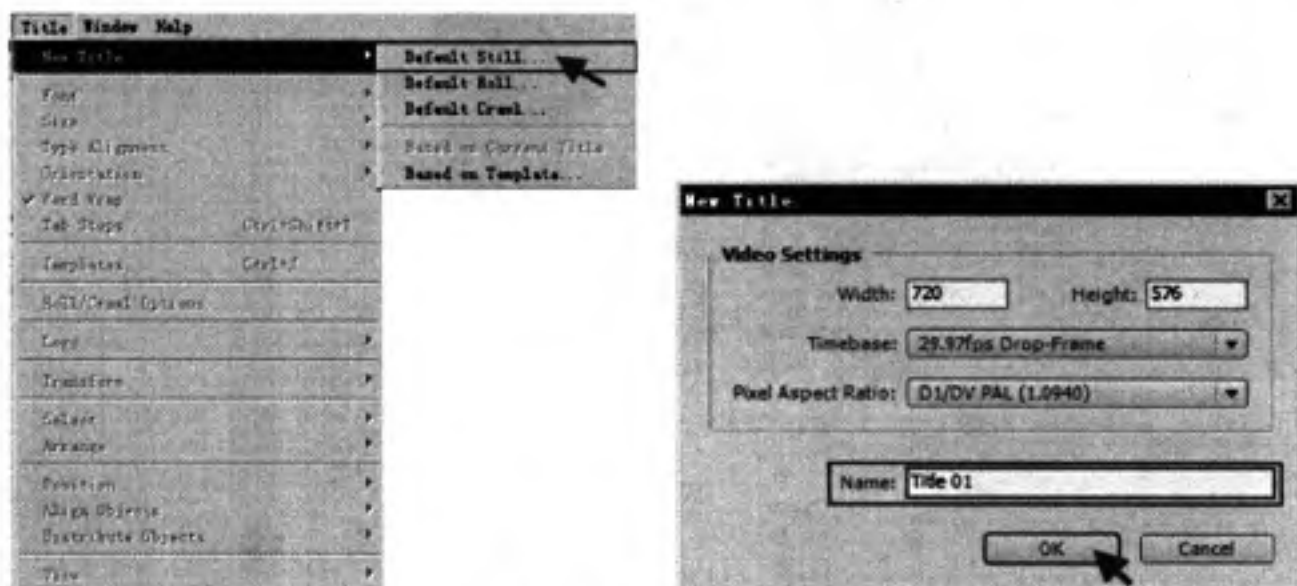 Title Window Help
New Title
Default Still...
Default Roll...
Default Crawl...
Based on Current Title
Based on Template...
Font
Size
Type Alignment
Orientation
✓ Word Wrap
Tab Stops Ctrl+Shift+T
Templates Ctrl+J
Roll/Crawl Options
Logo
Transform
Select
Arrange
Position
Align Objects
Distribute Objects
View
New Title
Video Settings
Width: 720 Height: 576
Timebase: 29.97fps Drop-Frame
Pixel Aspect Ratio: D1/DV PAL (1.0940)
Name: Title 01
OK Cancel